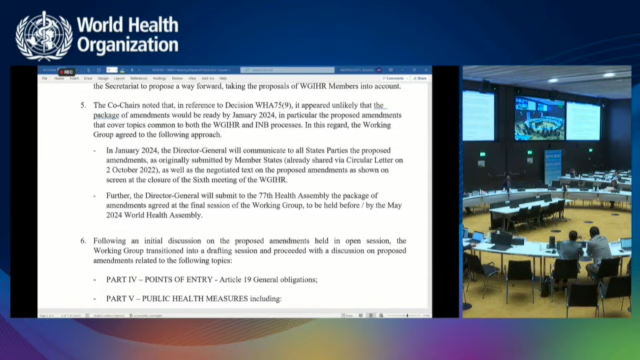 World Health
Organization
the Secretariat to propose a way forward, taking the proposals of WGIHR Members into account.
5. The Co-Chairs noted that, in reference to Decision WHA75(9), it appeared unlikely that the
package of amendments would be ready by January 2024, in particular the proposed amendments
that cover topics common to both the WGIHR and INB processes. In this regard, the Working
Group agreed to the following approach.
- In January 2024, the Director-General will communicate to all States Parties the proposed
amendments, as originally submitted by Member States (already shared via Circular Letter on
2 October 2022), as well as the negotiated text on the proposed amendments as shown on
screen at the closure of the Sixth meeting of the WGIHR.
- Further, the Director-General will submit to the 77th Health Assembly the package of
amendments agreed at the final session of the Working Group, to be held before / by the May
2024 World Health Assembly.
6. Following an initial discussion on the proposed amendments held in open session, the
Working Group transitioned into a drafting session and proceeded with a discussion on proposed
amendments related to the following topics:
- PART IV – POINTS OF ENTRY - Article 19 General obligations;
- PART V – PUBLIC HEALTH MEASURES including: